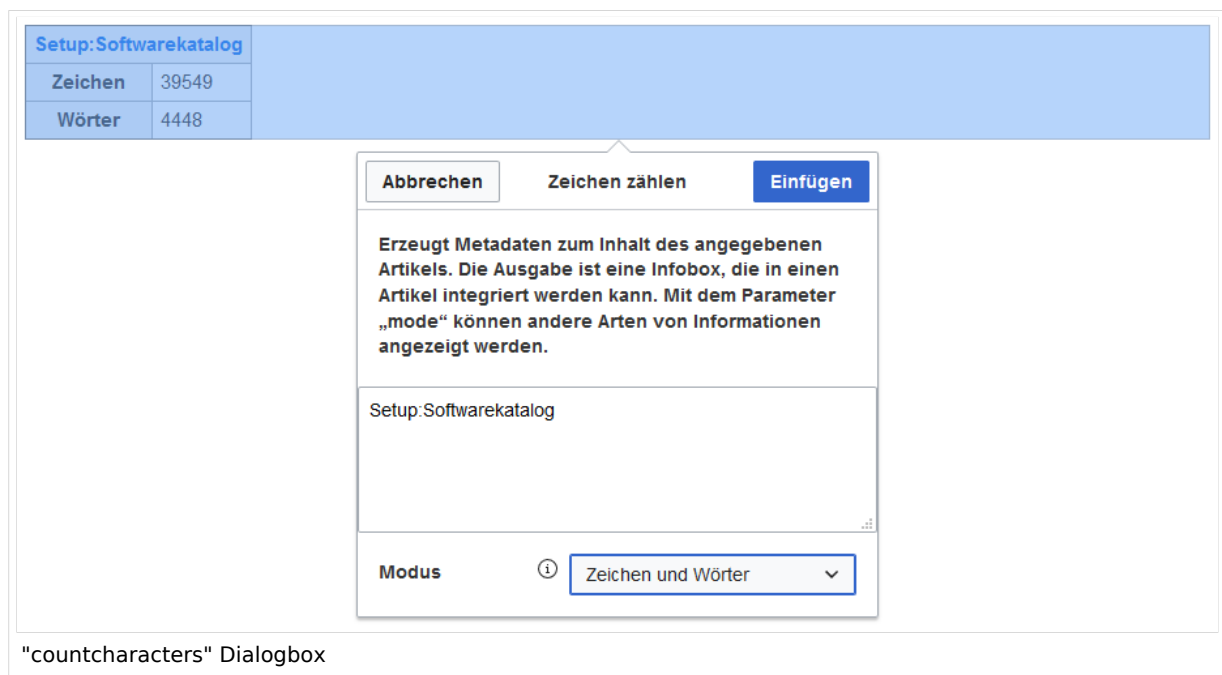 Setup:Softwarekatalog
Zeichen 39549
Wörter 4448
Abbrechen Zeichen zählen Einfügen
Erzeugt Metadaten zum Inhalt des angegebenen
Artikels. Die Ausgabe ist eine Infobox, die in einen
Artikel integriert werden kann. Mit dem Parameter
„mode“ können andere Arten von Informationen
angezeigt werden.
Setup:Softwarekatalog
Modus Zeichen und Wörter
"countcharacters" Dialogbox